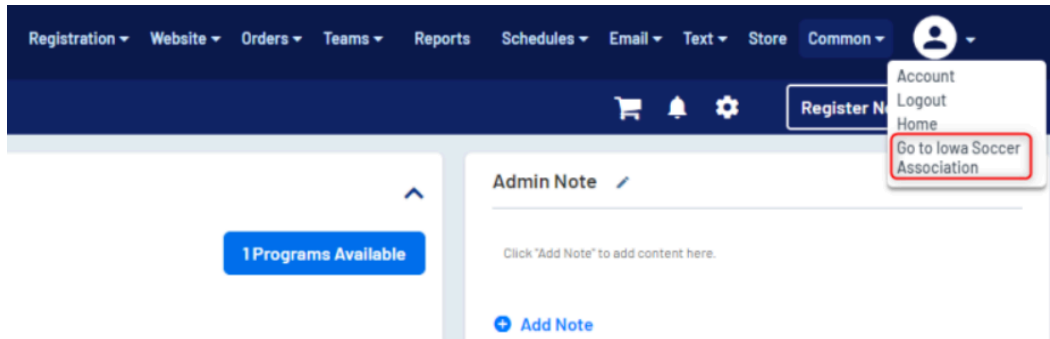 Registration Website Orders Teams Reports Schedules Email Text Store Common
Account
Logout
Home
Go to Iowa Soccer
Association
Register
Admin Note
1 Programs Available
Click "Add Note" to add content here.
Add Note